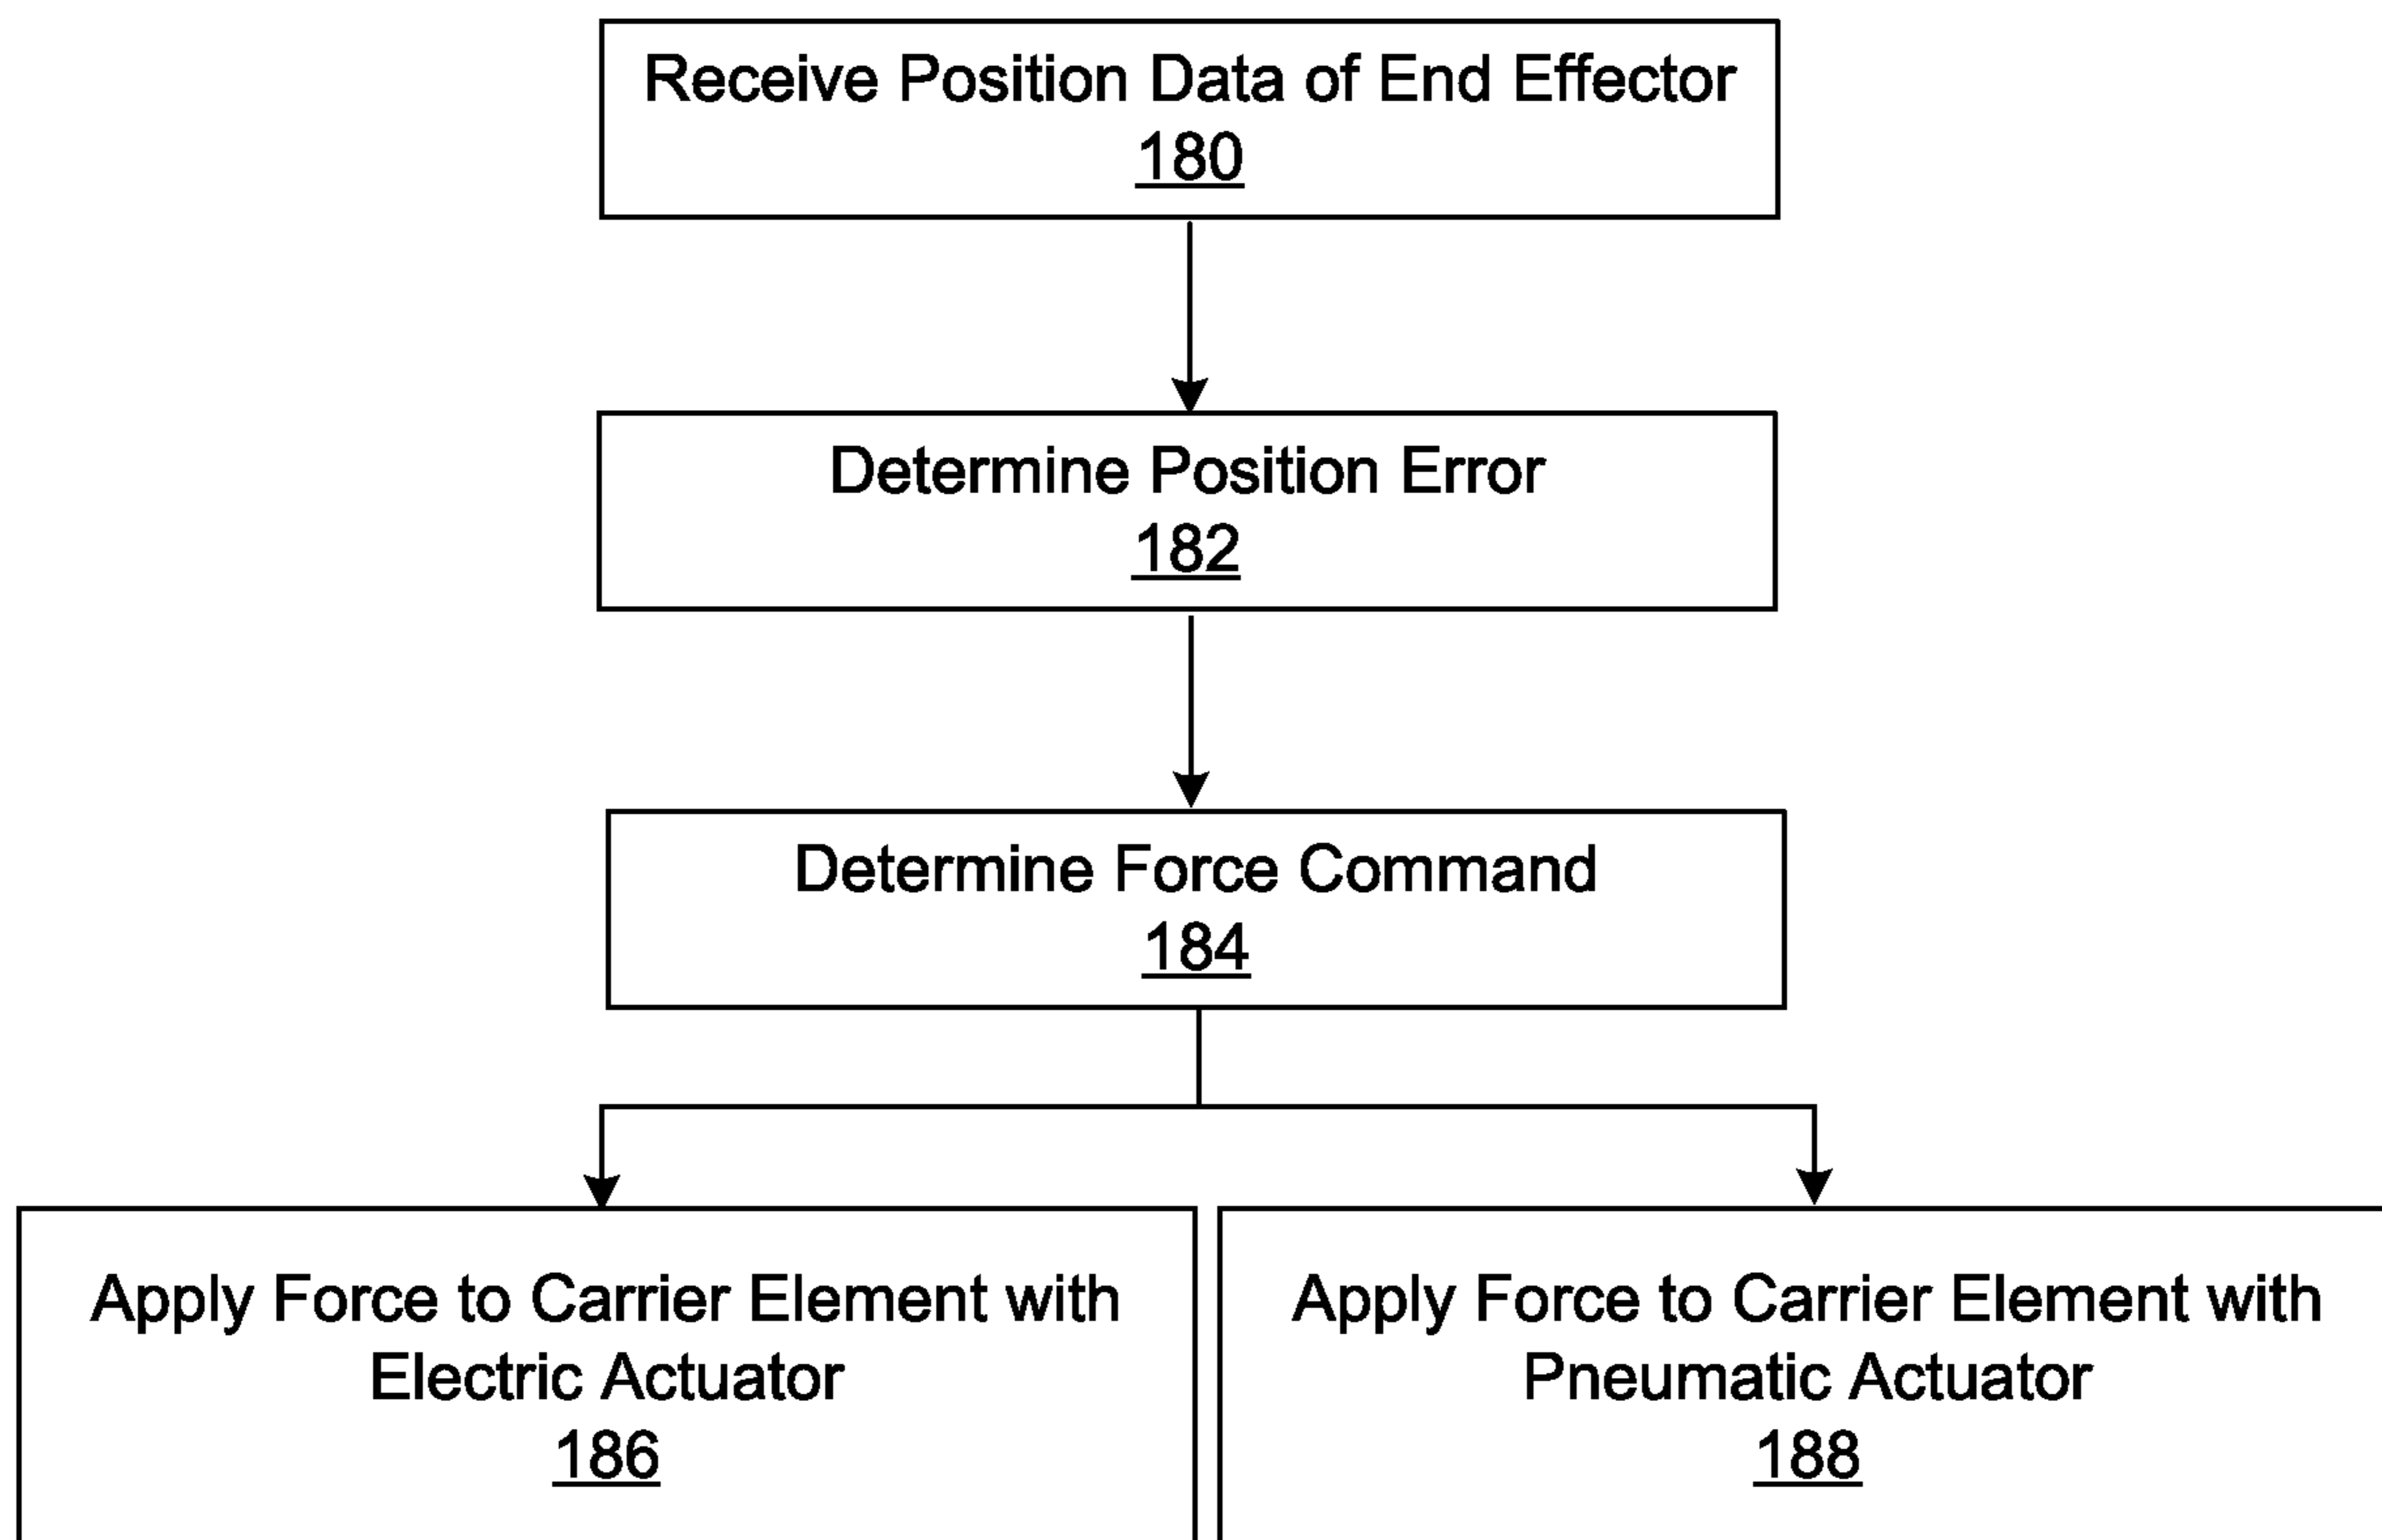 Receive Position Data of End Effector
180
Determine Position Error
182
Determine Force Command
184
Apply Force to Carrier Element with
Electric Actuator
186
Apply Force to Carrier Element with
Pneumatic Actuator
188